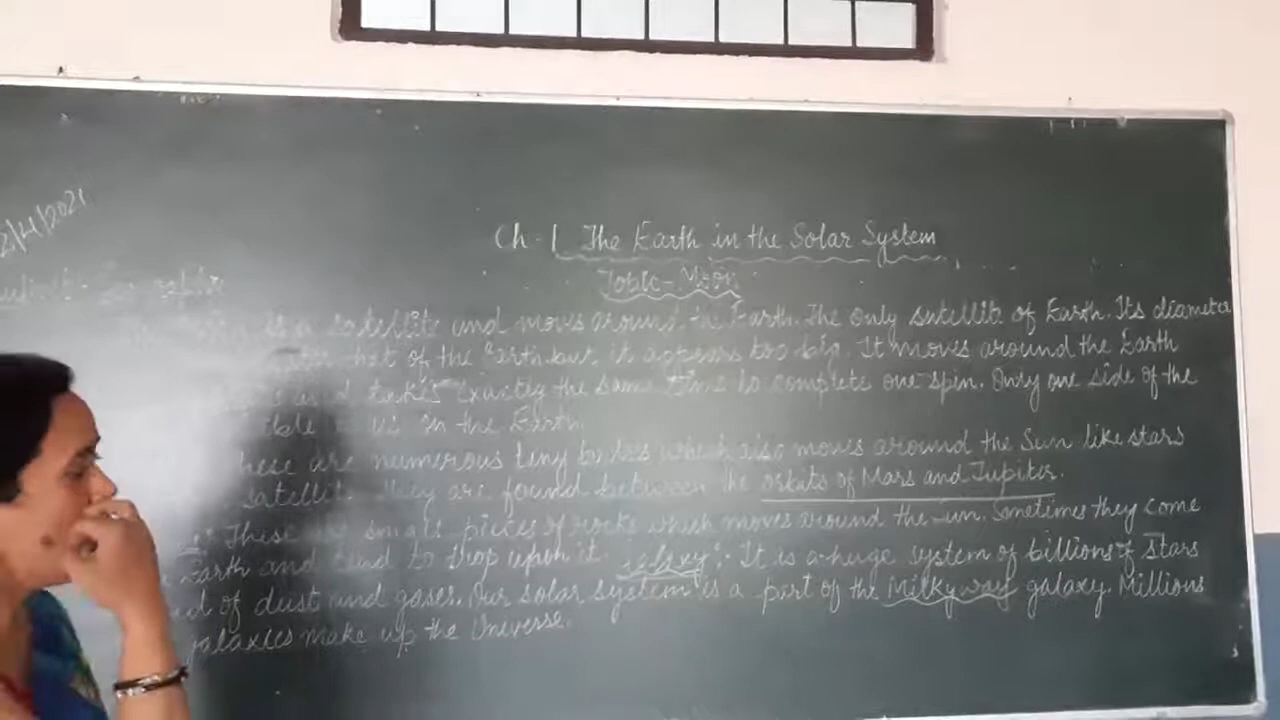 2/4/2021
Ch-1 The Earth in the Solar System
Topic-Moon
is a satellite and moves around the Earth. The only satellite of Earth. Its diameter
that of the Earth but it appears too big. It moves around the Earth
and takes exactly the same time to complete one spin. Only one side of the
to us in the Earth.
These are numerous tiny bodies which also moves around the Sun like stars
satellite. They are found between the orbits of Mars and Jupiter.
These are small pieces of rocks which moves around the Sun. Sometimes they come
Earth and tend to drop upon it. Galaxy:- It is a huge system of billions of stars
of dust and gases. Our solar system is a part of the Milkyway galaxy. Millions
galaxies make up the Universe.